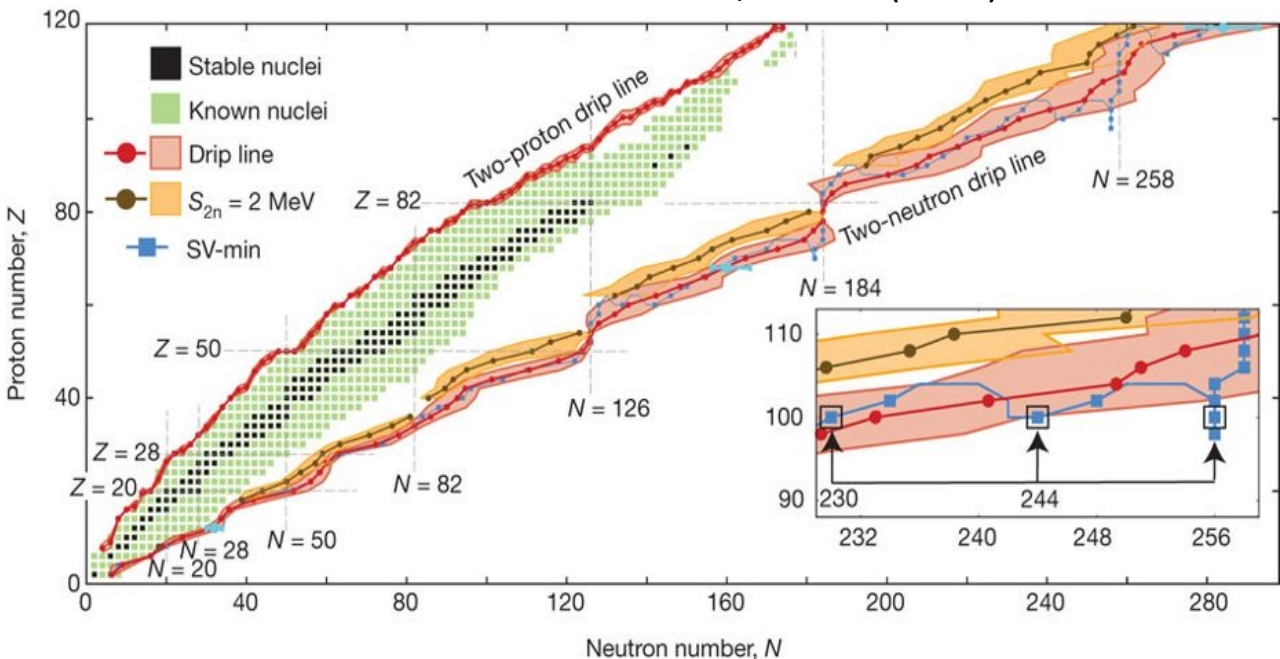 120
80
40
0
Proton number, Z
Stable nuclei
Known nuclei
Drip line
S2n = 2 MeV
SV-min
Two-proton drip line
Z = 82
Z = 50
Z = 28
Z = 20
N = 20
N = 28
N = 50
N = 82
N = 126
N = 184
N = 258
Two-neutron drip line
110
100
90
230
244
256
232
240
248
256
0
40
80
120
160
200
240
280
Neutron number, N